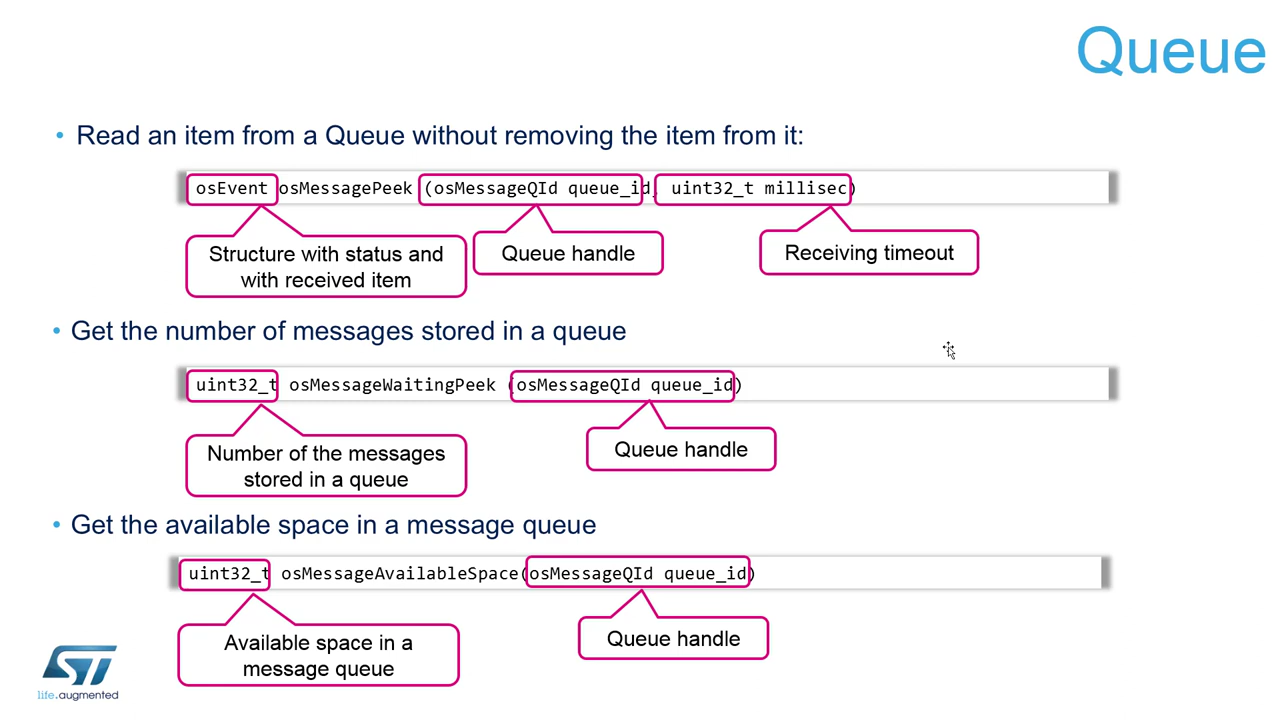 Queue
• Read an item from a Queue without removing the item from it:
osEvent osMessagePeek (osMessageQId queue_id, uint32_t millisec)
Structure with status and
with received item
Queue handle
Receiving timeout
• Get the number of messages stored in a queue
uint32_t osMessageWaitingPeek (osMessageQId queue_id)
Number of the messages
stored in a queue
Queue handle
• Get the available space in a message queue
uint32_t osMessageAvailableSpace(osMessageQId queue_id)
Available space in a
message queue
Queue handle
ST
life.augmented